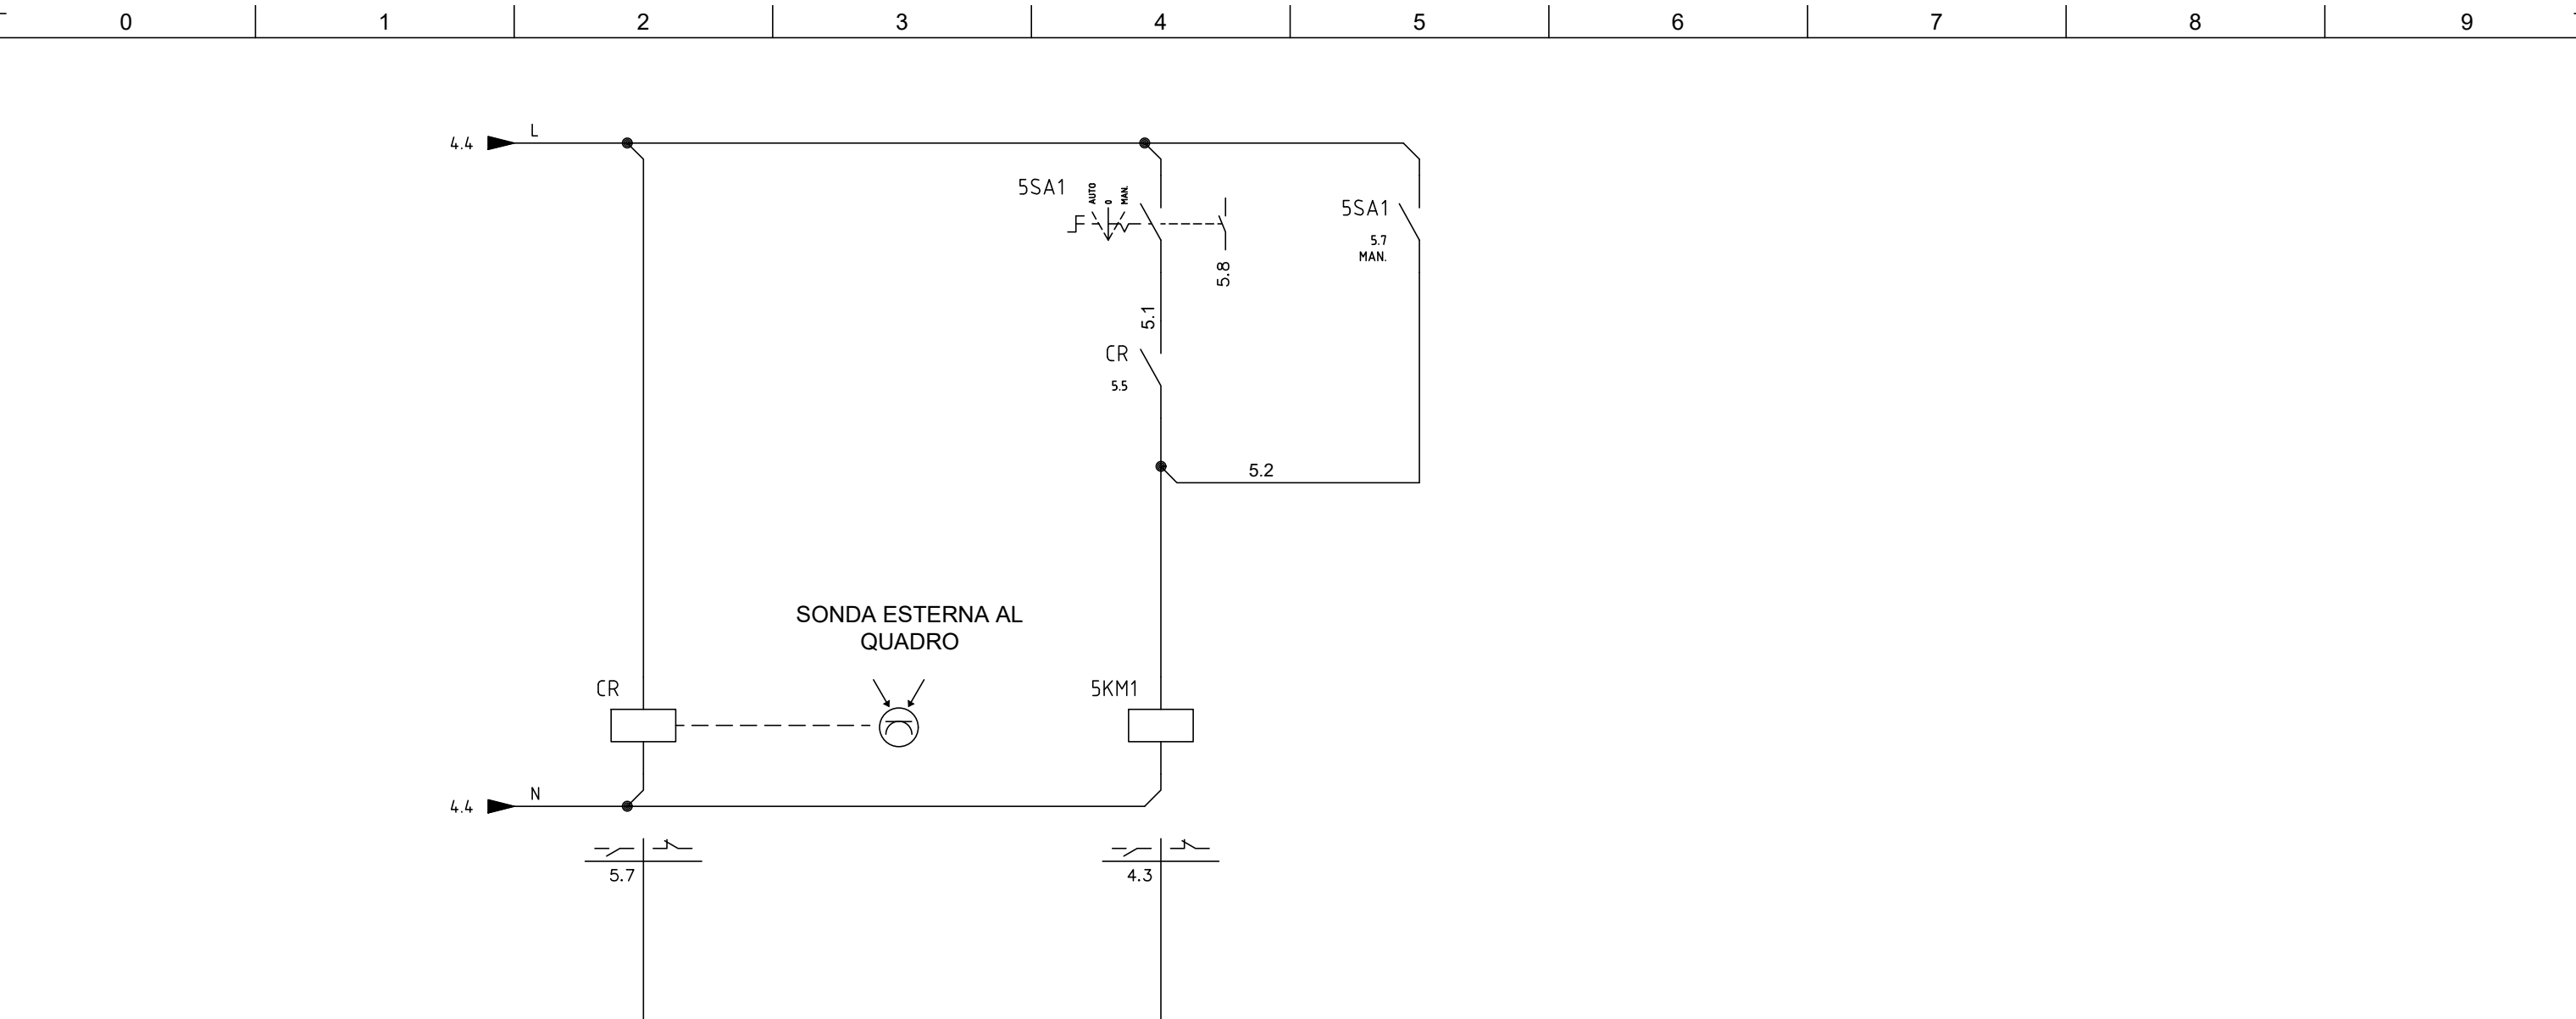 0 1 2 3 4 5 6 7 8 9
4.4 L
5SA1 AUTO 0 MAN.
5.8
5SA1
5.7
MAN.
5.1
CR
5.5
5.2
SONDA ESTERNA AL
QUADRO
CR
5KM1
4.4 N
5.7
4.3